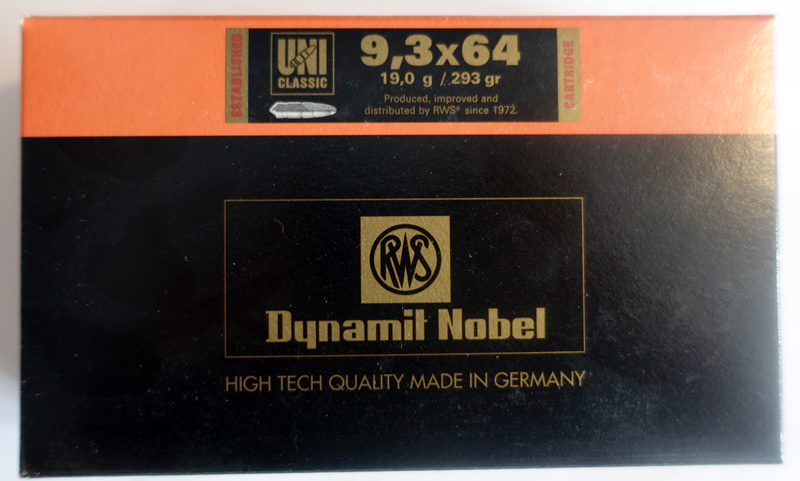 ESTABLISHED
UNI
CLASSIC
9,3x64
19,0 g / 293 gr
Produced, improved and
distributed by RWS® since 1972.
CARTRIDGE
RWS
Dynamit Nobel
HIGH TECH QUALITY MADE IN GERMANY